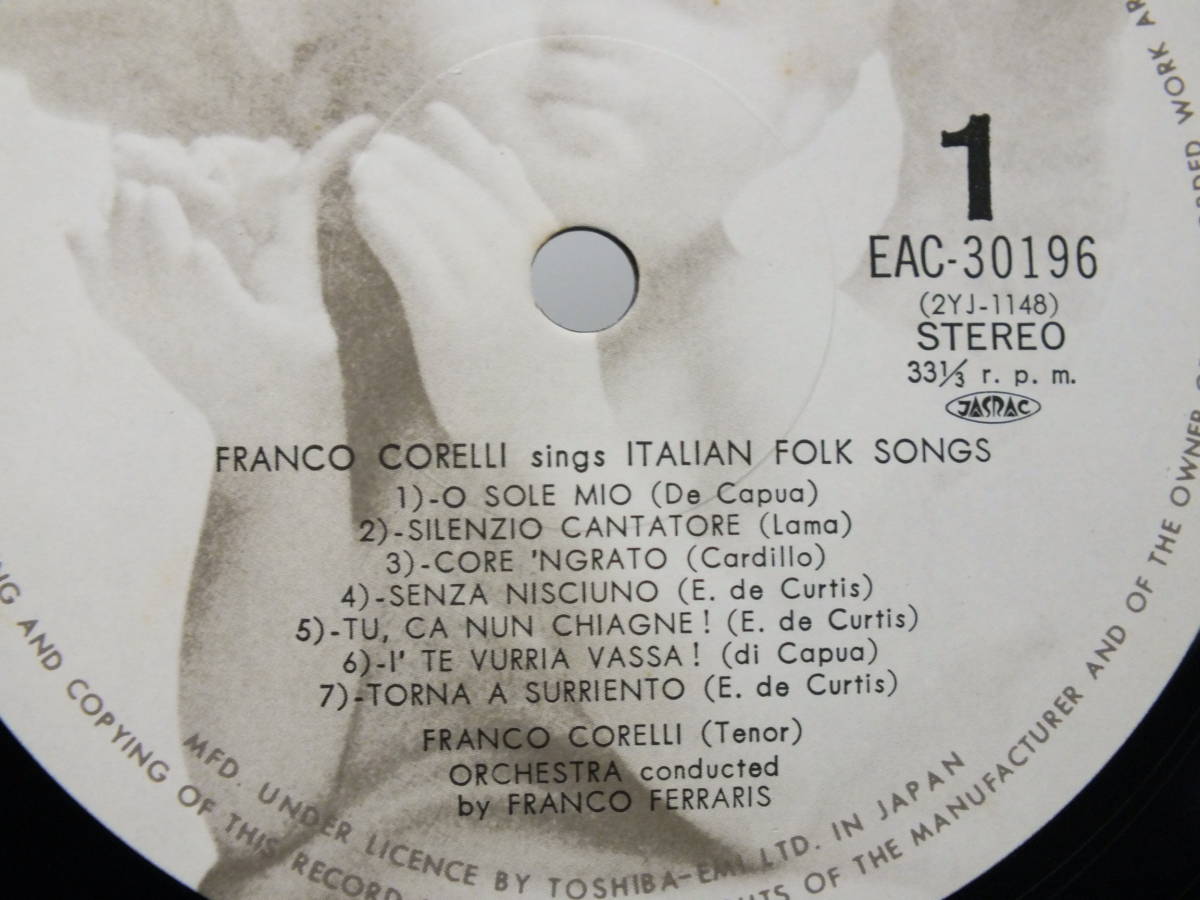 1
EAC-30196
(2YJ-1148)
STEREO
33 1/3 r. p. m.
JASRAC
FRANCO CORELLI sings ITALIAN FOLK SONGS
1)-O SOLE MIO (De Capua)
2)-SILENZIO CANTATORE (Lama)
3)-CORE 'NGRATO (Cardillo)
4)-SENZA NISCIUNO (E. de Curtis)
5)-TU, CA NUN CHIAGNE! (E. de Curtis)
6)-I' TE VURRIA VASSA! (di Capua)
7)-TORNA A SURRIENTO (E. de Curtis)
FRANCO CORELLI (Tenor)
ORCHESTRA conducted
by FRANCO FERRARIS
MFD. UNDER LICENCE BY TOSHIBA-EMI LTD. IN JAPAN
OF THE MANUFACTURER AND OF THE OWNER OF
WORK
AND COPYING OF THIS RECORD